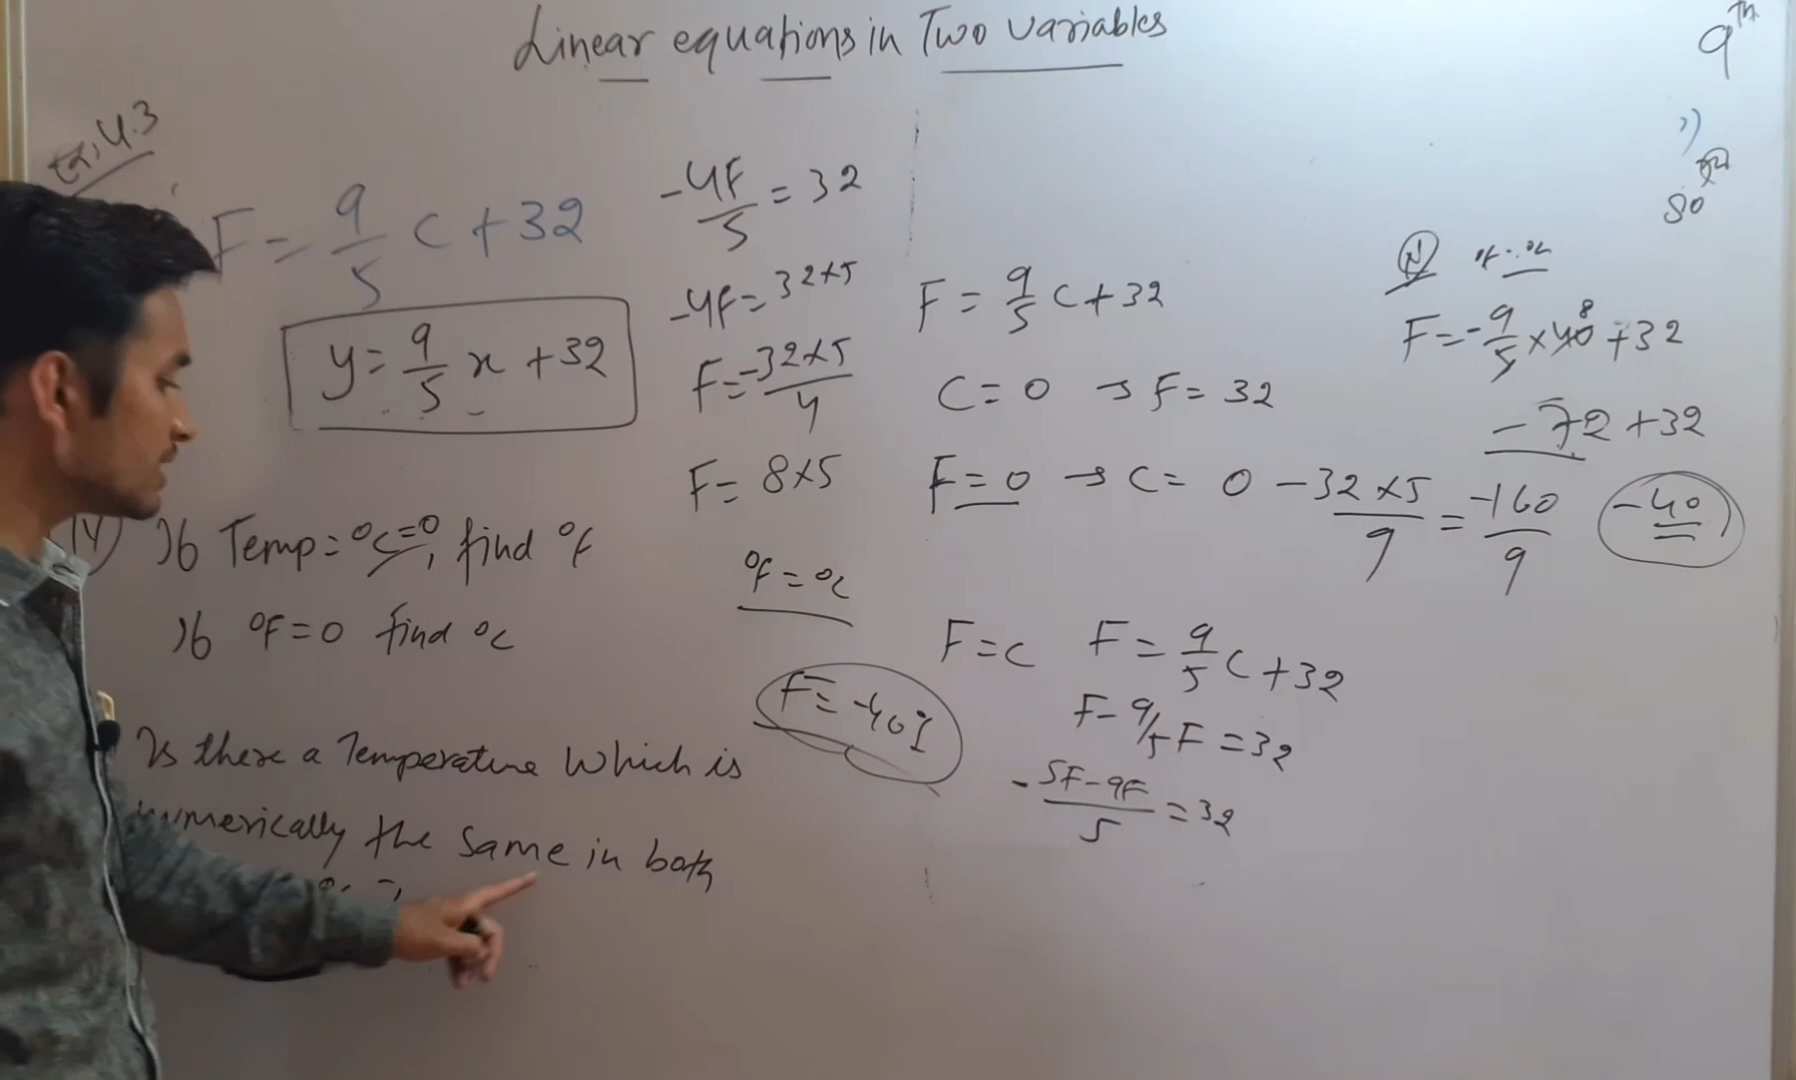 Linear equations in Two variables
9th
Ex: 4.3
F = 9/5 C + 32
y = 9/5 x + 32
iv) If Temp = °C = 0, find °F
If °F = 0 find °C
Is there a Temperature which is
numerically the same in both
-4F/5 = 32
-4F = 32×5
F = -32×5/4
F = 8×5
°F = °C
F = -40
F = 9/5 C + 32
C = 0 → F = 32
F = 0 → C = 0 - 32 × 5/9 = -160/9
F = C F = 9/5 C + 32
F - 9/5 F = 32
- 5F - 9F/5 = 32
F = - 9/5 × 40 8 + 32
- 72 + 32
-40